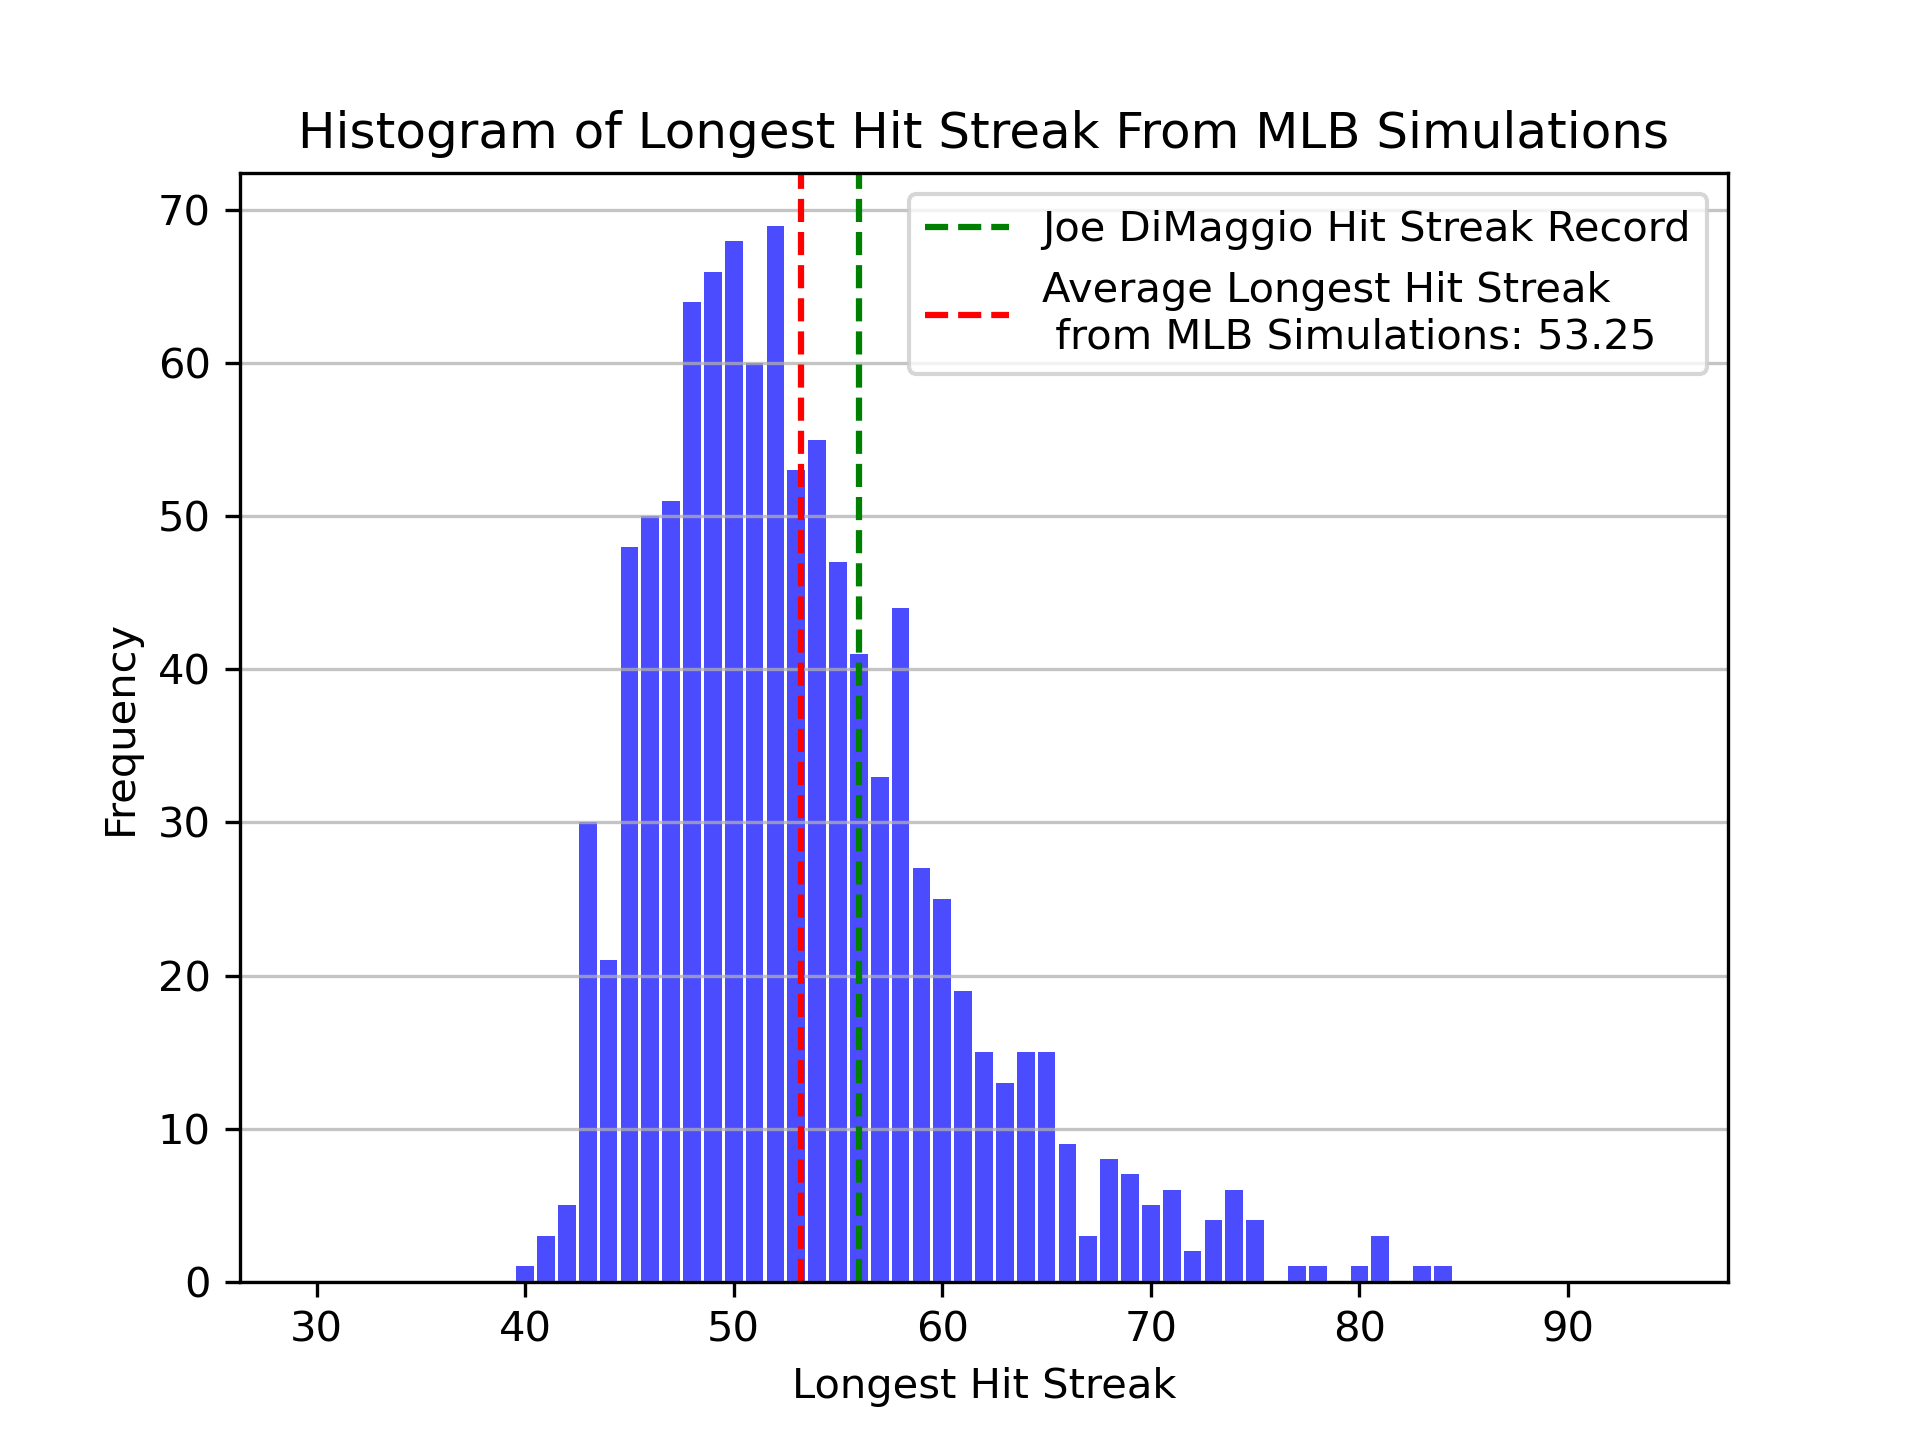 Histogram of Longest Hit Streak From MLB Simulations
70
60
50
40
30
20
10
0
Frequency
Joe DiMaggio Hit Streak Record
Average Longest Hit Streak
from MLB Simulations: 53.25
30 40 50 60 70 80 90
Longest Hit Streak